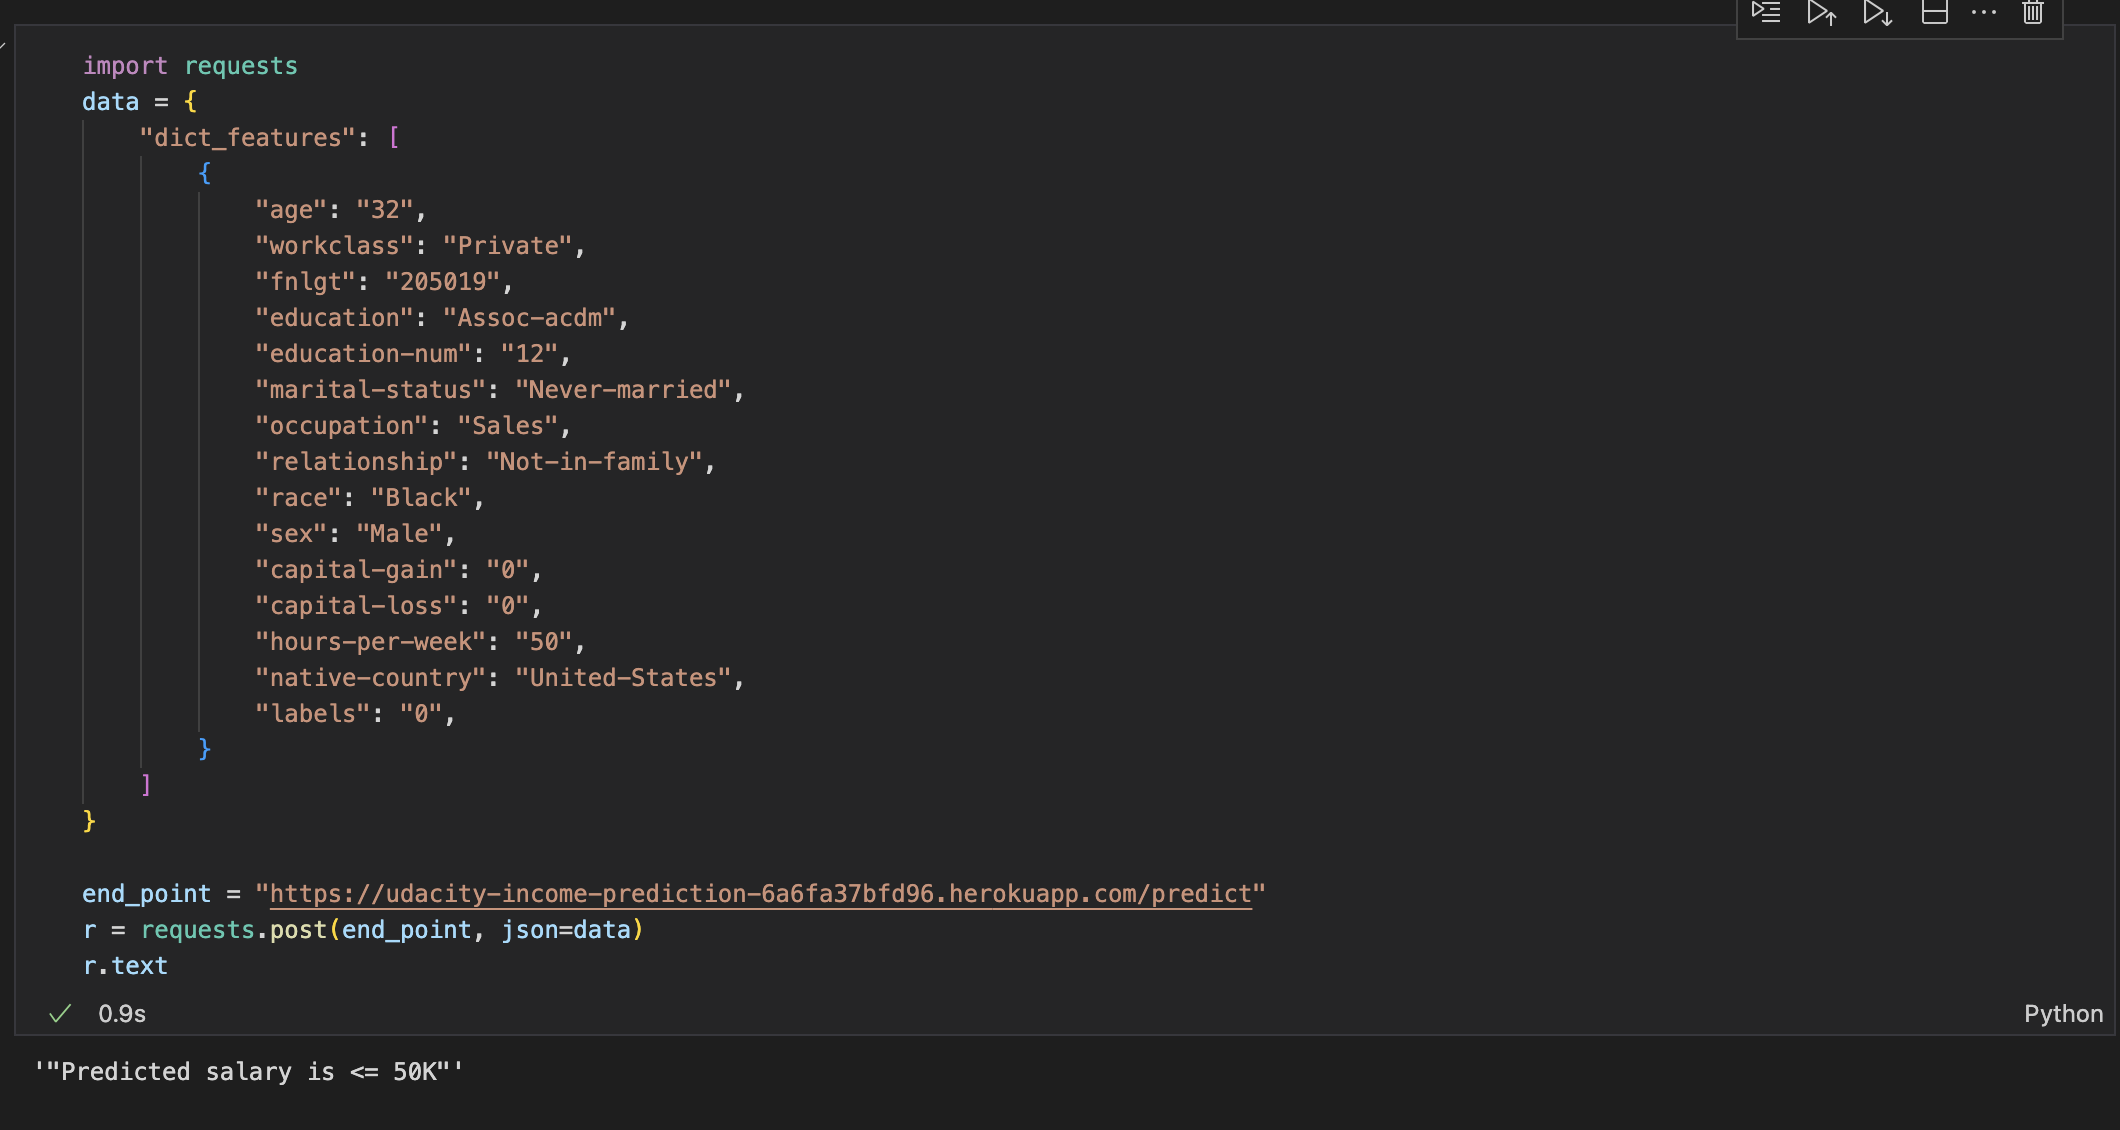 import requests
data = {
    "dict_features": [
        {
            "age": "32",
            "workclass": "Private",
            "fnlgt": "205019",
            "education": "Assoc-acdm",
            "education-num": "12",
            "marital-status": "Never-married",
            "occupation": "Sales",
            "relationship": "Not-in-family",
            "race": "Black",
            "sex": "Male",
            "capital-gain": "0",
            "capital-loss": "0",
            "hours-per-week": "50",
            "native-country": "United-States",
            "labels": "0",
        }
    ]
}
end_point = "https://udacity-income-prediction-6a6fa37bfd96.herokuapp.com/predict"
r = requests.post(end_point, json=data)
r.text
0.9s
Python
'"Predicted salary is <= 50K"'